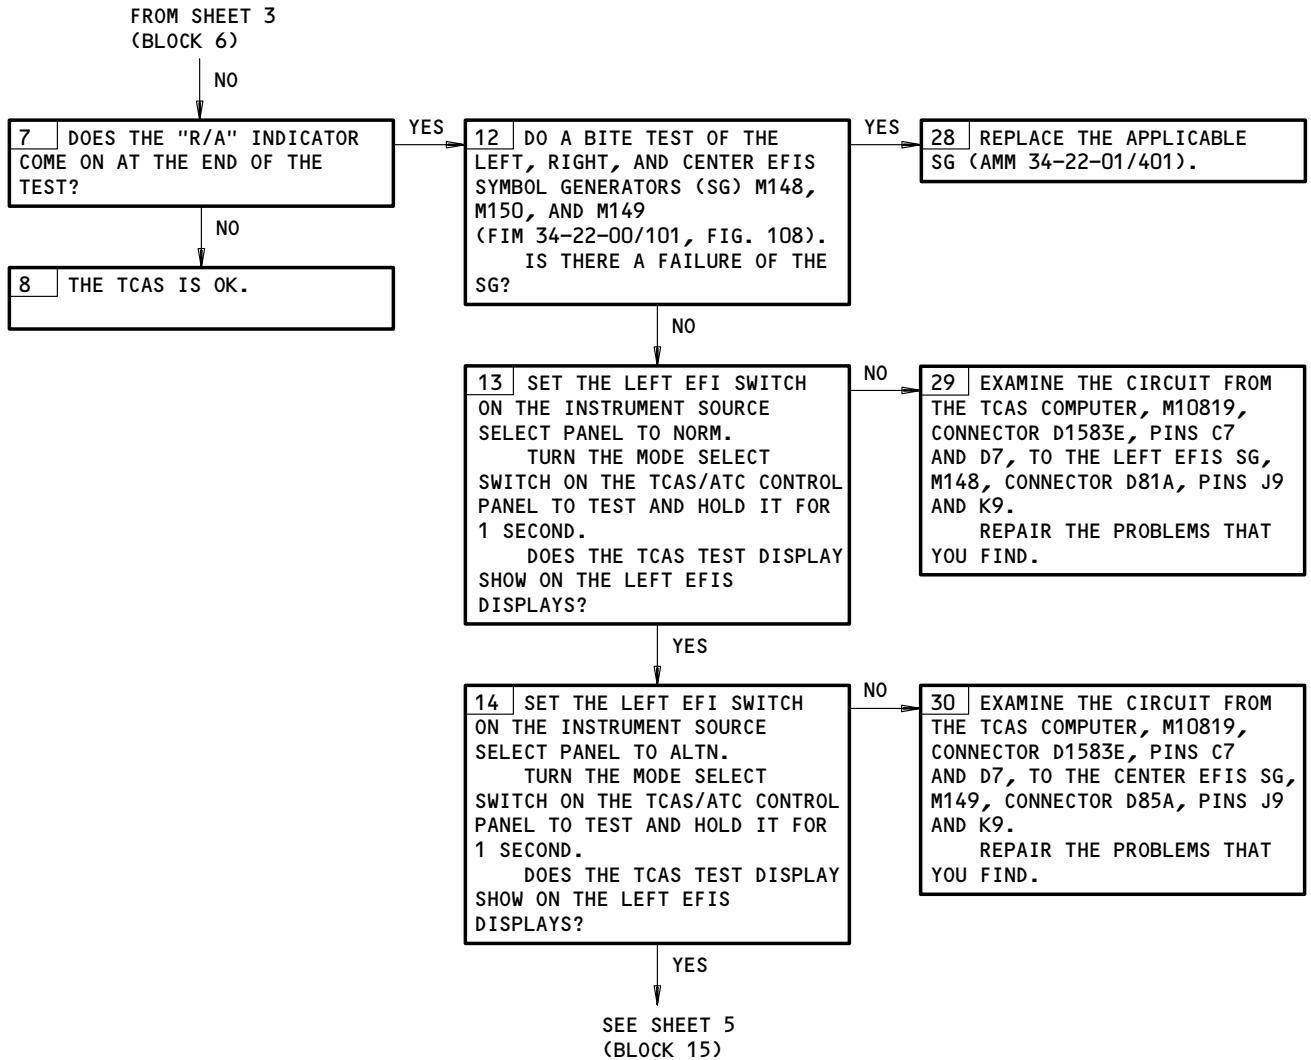 FROM SHEET 3
(BLOCK 6)
NO
7 DOES THE "R/A" INDICATOR
COME ON AT THE END OF THE
TEST?
YES
NO
8 THE TCAS IS OK.
12 DO A BITE TEST OF THE
LEFT, RIGHT, AND CENTER EFIS
SYMBOL GENERATORS (SG) M148,
M150, AND M149
(FIM 34-22-00/101, FIG. 108).
IS THERE A FAILURE OF THE
SG?
YES
28 REPLACE THE APPLICABLE
SG (AMM 34-22-01/401).
NO
13 SET THE LEFT EFI SWITCH
ON THE INSTRUMENT SOURCE
SELECT PANEL TO NORM.
TURN THE MODE SELECT
SWITCH ON THE TCAS/ATC CONTROL
PANEL TO TEST AND HOLD IT FOR
1 SECOND.
DOES THE TCAS TEST DISPLAY
SHOW ON THE LEFT EFIS
DISPLAYS?
NO
29 EXAMINE THE CIRCUIT FROM
THE TCAS COMPUTER, M10819,
CONNECTOR D1583E, PINS C7
AND D7, TO THE LEFT EFIS SG,
M148, CONNECTOR D81A, PINS J9
AND K9.
REPAIR THE PROBLEMS THAT
YOU FIND.
YES
14 SET THE LEFT EFI SWITCH
ON THE INSTRUMENT SOURCE
SELECT PANEL TO ALTN.
TURN THE MODE SELECT
SWITCH ON THE TCAS/ATC CONTROL
PANEL TO TEST AND HOLD IT FOR
1 SECOND.
DOES THE TCAS TEST DISPLAY
SHOW ON THE LEFT EFIS
DISPLAYS?
NO
30 EXAMINE THE CIRCUIT FROM
THE TCAS COMPUTER, M10819,
CONNECTOR D1583E, PINS C7
AND D7, TO THE CENTER EFIS SG,
M149, CONNECTOR D85A, PINS J9
AND K9.
REPAIR THE PROBLEMS THAT
YOU FIND.
YES
SEE SHEET 5
(BLOCK 15)